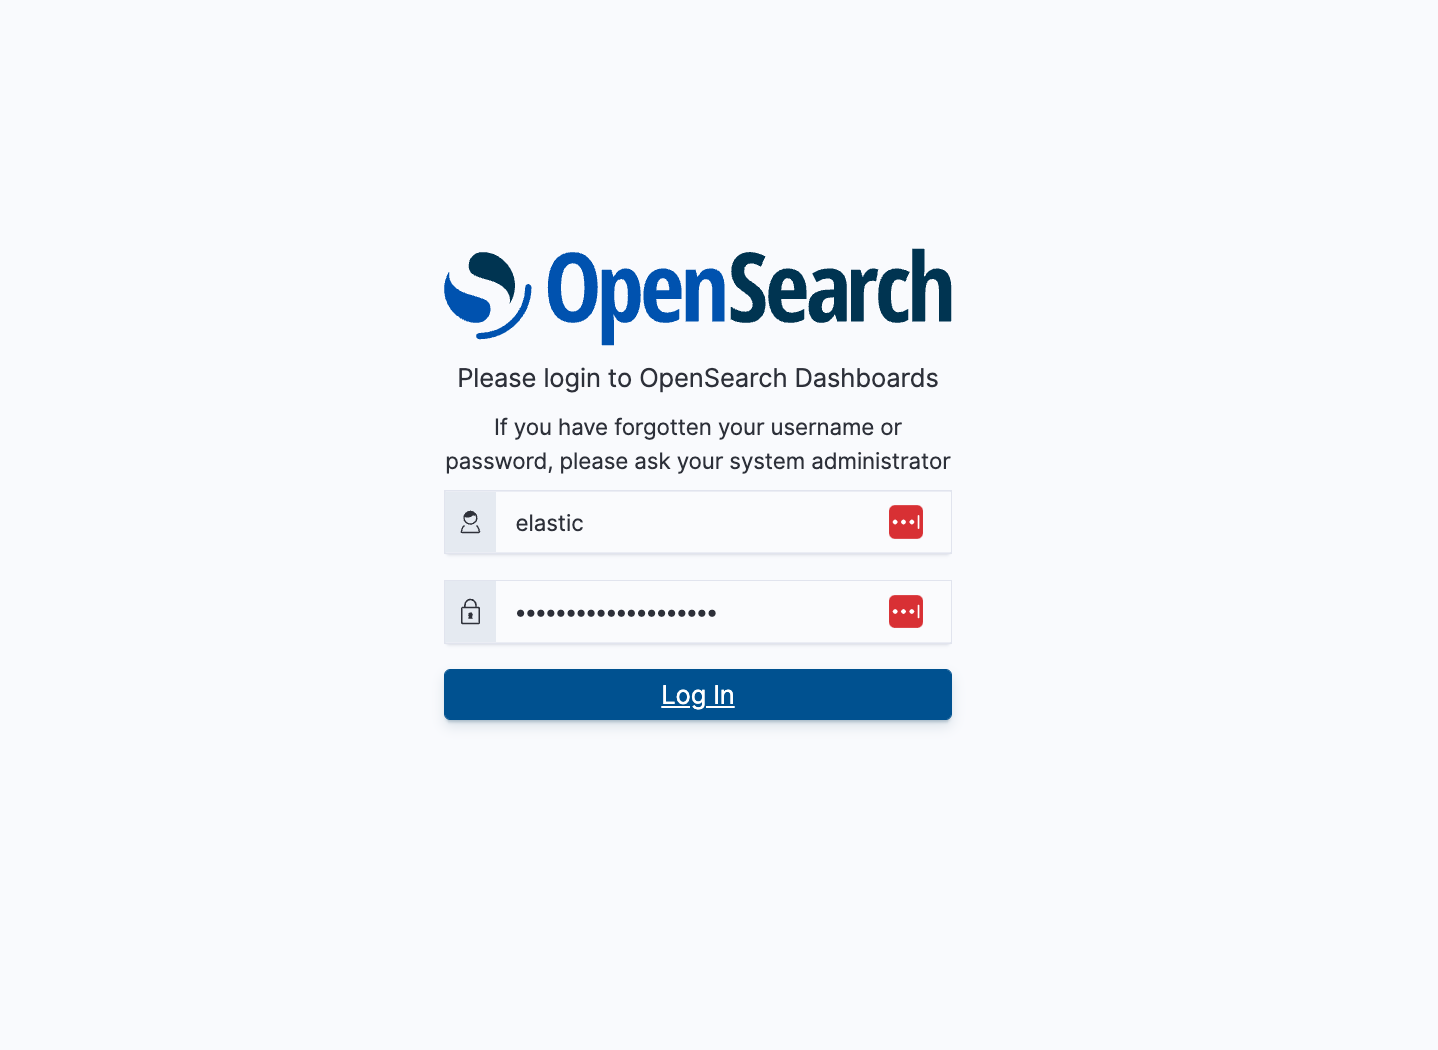 OpenSearch
Please login to OpenSearch Dashboards
If you have forgotten your username or
password, please ask your system administrator
elastic
••••••••••••••••••••
Log In